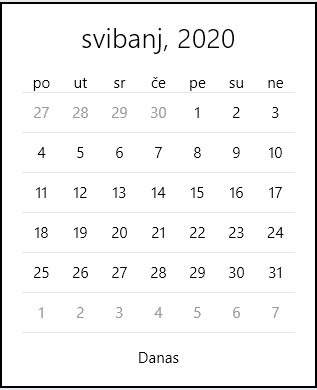 svibanj, 2020
po ut sr če pe su ne
27 28 29 30 1 2 3
4 5 6 7 8 9 10
11 12 13 14 15 16 17
18 19 20 21 22 23 24
25 26 27 28 29 30 31
1 2 3 4 5 6 7
Danas